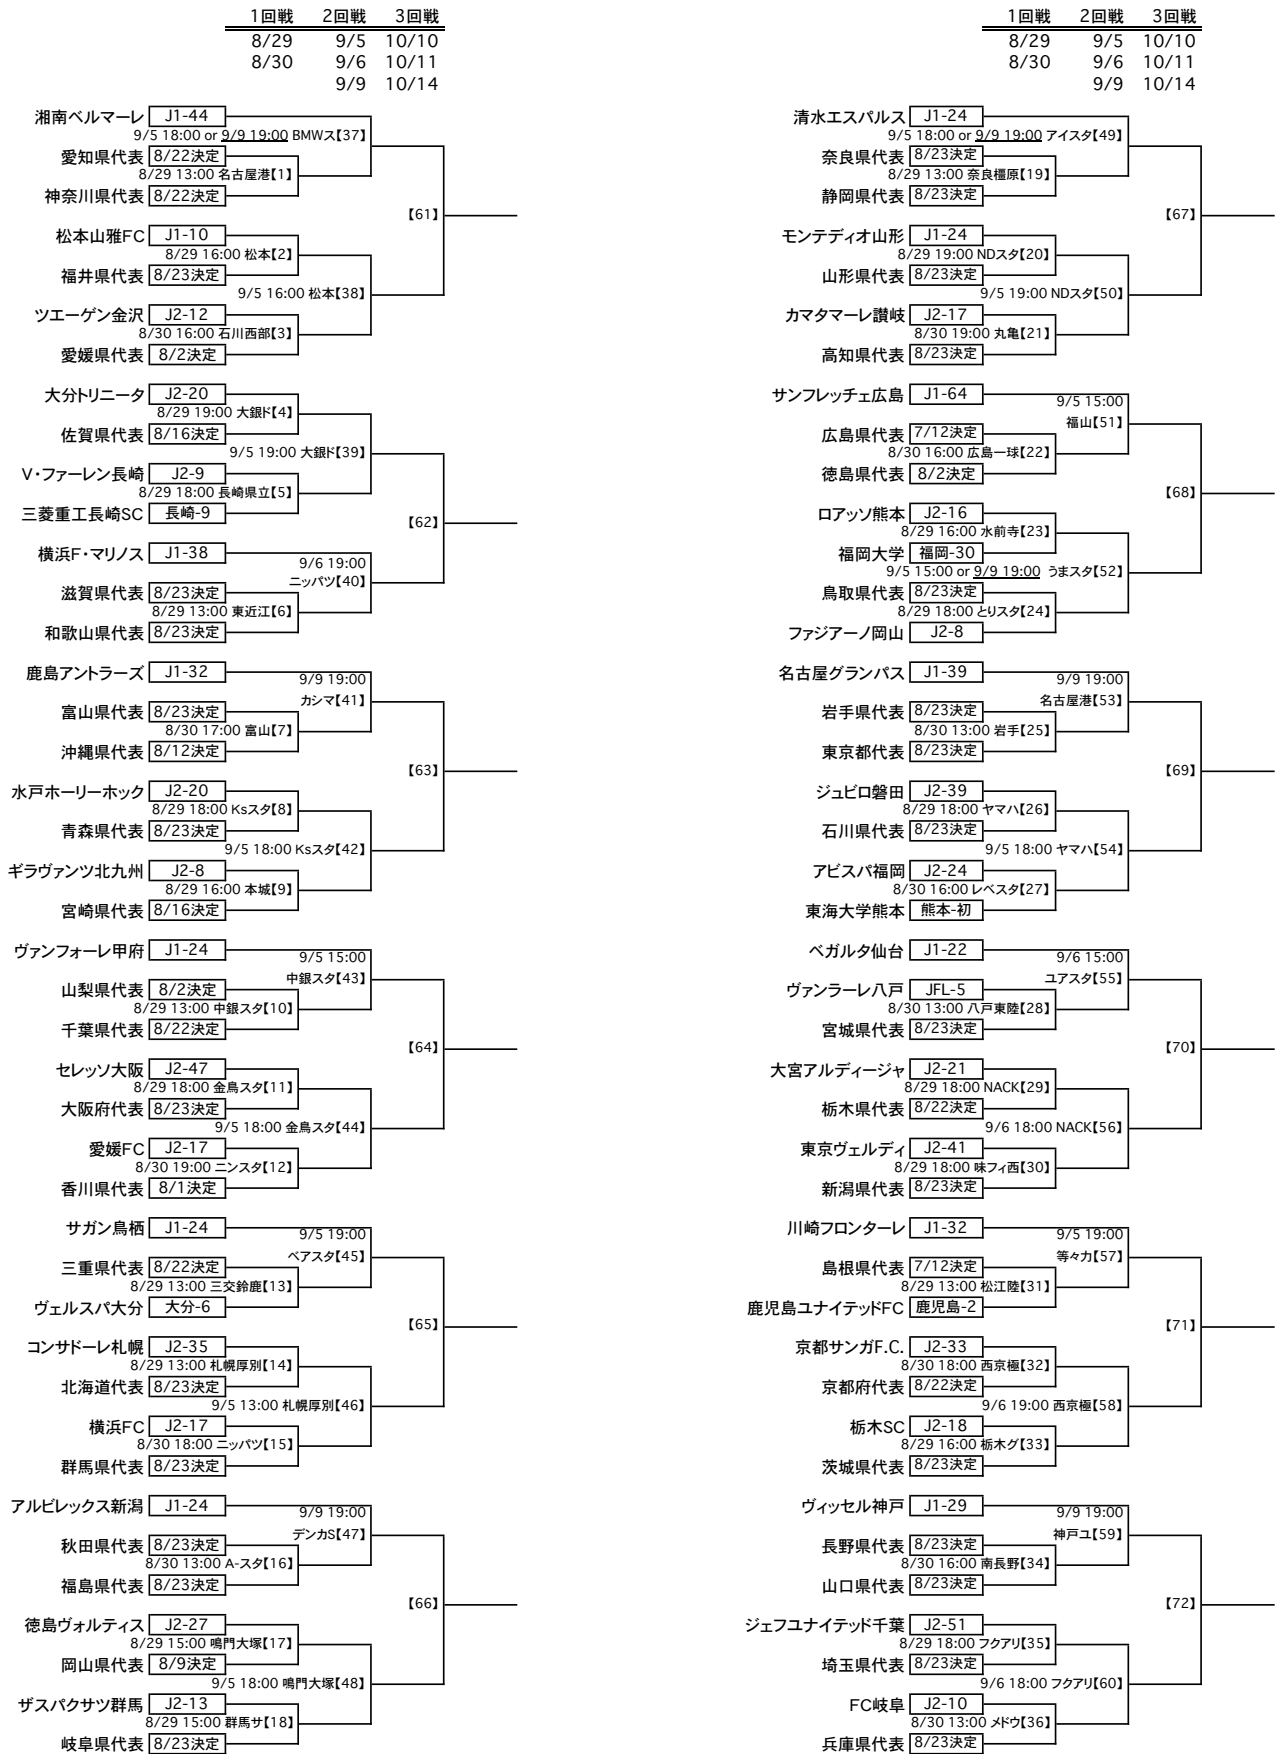 1回戦 2回戦 3回戦
8/29 9/5 10/10
8/30 9/6 10/11
9/9 10/14
湘南ベルマーレ J1-44
9/5 18:00 or 9/9 19:00 BMWス【37】
愛知県代表 8/22決定
8/29 13:00 名古屋港【1】
神奈川県代表 8/22決定
【61】
松本山雅FC J1-10
8/29 16:00 松本【2】
福井県代表 8/23決定
9/5 16:00 松本【38】
ツエーゲン金沢 J2-12
8/30 16:00 石川西部【3】
愛媛県代表 8/2決定
大分トリニータ J2-20
8/29 19:00 大銀ド【4】
佐賀県代表 8/16決定
9/5 19:00 大銀ド【39】
V・ファーレン長崎 J2-9
8/29 18:00 長崎県立【5】
三菱重工長崎SC 長崎-9
【62】
横浜F・マリノス J1-38
9/6 19:00
ニッパツ【40】
滋賀県代表 8/23決定
8/29 13:00 東近江【6】
和歌山県代表 8/23決定
鹿島アントラーズ J1-32
9/9 19:00
カシマ【41】
富山県代表 8/23決定
8/30 17:00 富山【7】
沖縄県代表 8/12決定
【63】
水戸ホーリーホック J2-20
8/29 18:00 Ksスタ【8】
青森県代表 8/23決定
9/5 18:00 Ksスタ【42】
ギラヴァンツ北九州 J2-8
8/29 16:00 本城【9】
宮崎県代表 8/16決定
ヴァンフォーレ甲府 J1-24
9/5 15:00
中銀スタ【43】
山梨県代表 8/2決定
8/29 13:00 中銀スタ【10】
千葉県代表 8/22決定
【64】
セレッソ大阪 J2-47
8/29 18:00 金鳥スタ【11】
大阪府代表 8/23決定
9/5 18:00 金鳥スタ【44】
愛媛FC J2-17
8/30 19:00 ニンスタ【12】
香川県代表 8/1決定
サガン鳥栖 J1-24
9/5 19:00
ベアスタ【45】
三重県代表 8/22決定
8/29 13:00 三交鈴鹿【13】
ヴェルスパ大分 大分-6
【65】
コンサドーレ札幌 J2-35
8/29 13:00 札幌厚別【14】
北海道代表 8/23決定
9/5 13:00 札幌厚別【46】
横浜FC J2-17
8/30 18:00 ニッパツ【15】
群馬県代表 8/23決定
アルビレックス新潟 J1-24
9/9 19:00
デンカS【47】
秋田県代表 8/23決定
8/30 13:00 A-スタ【16】
福島県代表 8/23決定
【66】
徳島ヴォルティス J2-27
8/29 15:00 鳴門大塚【17】
岡山県代表 8/9決定
9/5 18:00 鳴門大塚【48】
ザスパクサツ群馬 J2-13
8/29 15:00 群馬サ【18】
岐阜県代表 8/23決定
1回戦 2回戦 3回戦
8/29 9/5 10/10
8/30 9/6 10/11
9/9 10/14
清水エスパルス J1-24
9/5 18:00 or 9/9 19:00 アイスタ【49】
奈良県代表 8/23決定
8/29 13:00 奈良橿原【19】
静岡県代表 8/23決定
【67】
モンテディオ山形 J1-24
8/29 19:00 NDスタ【20】
山形県代表 8/23決定
9/5 19:00 NDスタ【50】
カマタマーレ讃岐 J2-17
8/30 19:00 丸亀【21】
高知県代表 8/23決定
サンフレッチェ広島 J1-64
9/5 15:00
福山【51】
広島県代表 7/12決定
8/30 16:00 広島一球【22】
徳島県代表 8/2決定
【68】
ロアッソ熊本 J2-16
8/29 16:00 水前寺【23】
福岡大学 福岡-30
9/5 15:00 or 9/9 19:00 うまスタ【52】
鳥取県代表 8/23決定
8/29 18:00 とりスタ【24】
ファジアーノ岡山 J2-8
名古屋グランパス J1-39
9/9 19:00
名古屋港【53】
岩手県代表 8/23決定
8/30 13:00 岩手【25】
東京都代表 8/23決定
【69】
ジュビロ磐田 J2-39
8/29 18:00 ヤマハ【26】
石川県代表 8/23決定
9/5 18:00 ヤマハ【54】
アビスパ福岡 J2-24
8/30 16:00 レベスタ【27】
東海大学熊本 熊本-初
ベガルタ仙台 J1-22
9/6 15:00
ユアスタ【55】
ヴァンラーレ八戸 JFL-5
8/30 13:00 八戸東陸【28】
宮城県代表 8/23決定
【70】
大宮アルディージャ J2-21
8/29 18:00 NACK【29】
栃木県代表 8/22決定
9/6 18:00 NACK【56】
東京ヴェルディ J2-41
8/29 18:00 味フィ西【30】
新潟県代表 8/23決定
川崎フロンターレ J1-32
9/5 19:00
等々力【57】
島根県代表 7/12決定
8/29 13:00 松江陸【31】
鹿児島ユナイテッドFC 鹿児島-2
【71】
京都サンガF.C. J2-33
8/30 18:00 西京極【32】
京都府代表 8/22決定
9/6 19:00 西京極【58】
栃木SC J2-18
8/29 16:00 栃木グ【33】
茨城県代表 8/23決定
ヴィッセル神戸 J1-29
9/9 19:00
神戸ユ【59】
長野県代表 8/23決定
8/30 16:00 南長野【34】
山口県代表 8/23決定
【72】
ジェフユナイテッド千葉 J2-51
8/29 18:00 フクアリ【35】
埼玉県代表 8/23決定
9/6 18:00 フクアリ【60】
FC岐阜 J2-10
8/30 13:00 メドウ【36】
兵庫県代表 8/23決定